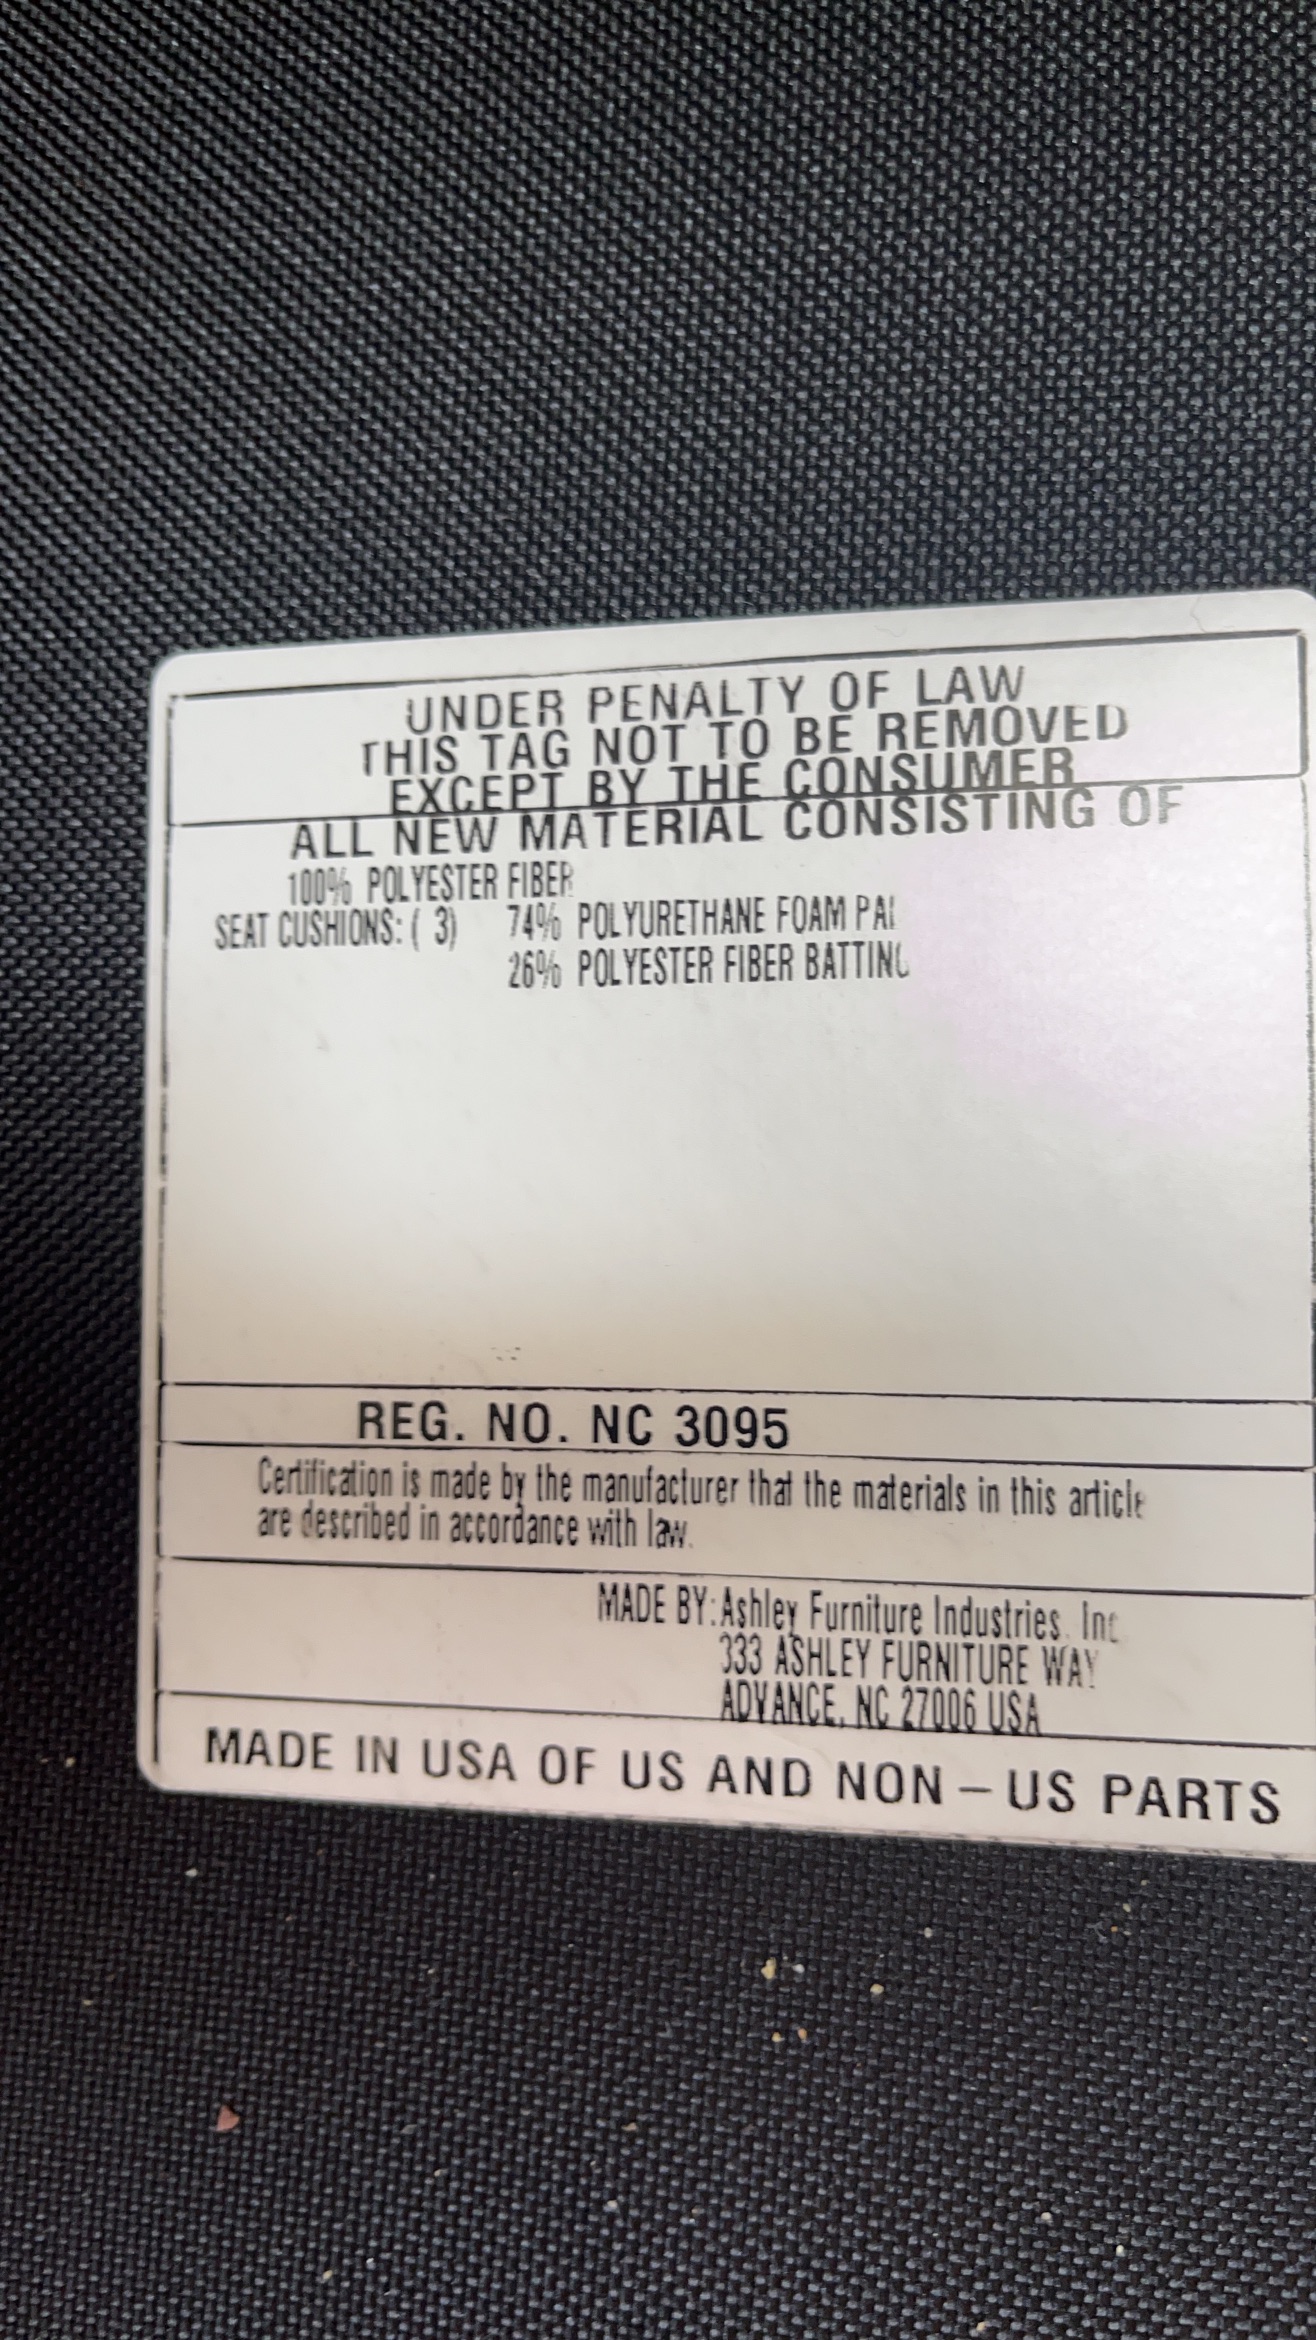 UNDER PENALTY OF LAW
THIS TAG NOT TO BE REMOVED
EXCEPT BY THE CONSUMER
ALL NEW MATERIAL CONSISTING OF
100% POLYESTER FIBER
SEAT CUSHIONS: ( 3) 74% POLYURETHANE FOAM
26% POLYESTER FIBER BATTING
REG. NO. NC 3095
Certification is made by the manufacturer that the materials in this article
are described in accordance with law.
MADE BY: Ashley Furniture Industries. Inc
333 ASHLEY FURNITURE WAY
ADVANCE, NC 27006 USA
MADE IN USA OF US AND NON – US PARTS